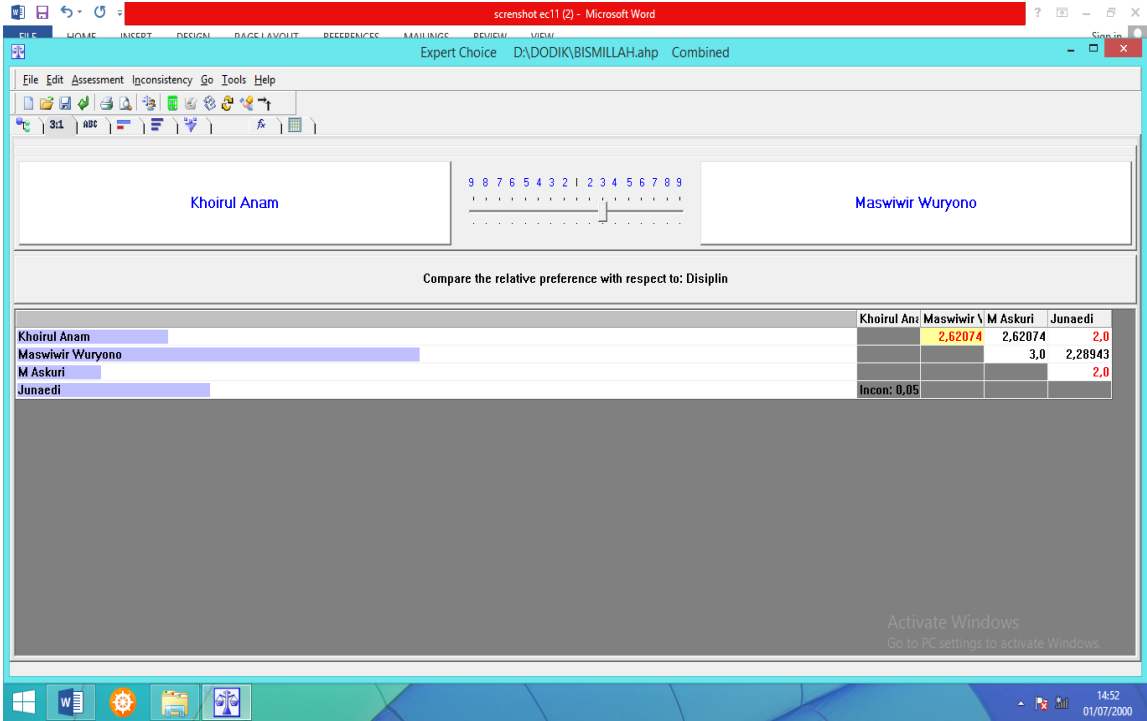 screnshot ec11 (2) - Microsoft Word
FILE HOME INSERT DESIGN PAGE LAYOUT REFERENCES MAILINGS REVIEW VIEW Sign in
Expert Choice D:\DODIK\BISMILLAH.ahp Combined
File Edit Assessment Inconsistency Go Tools Help
3:1 ABC fx
9 8 7 6 5 4 3 2 1 2 3 4 5 6 7 8 9
Khoirul Anam Maswiwir Wuryono
Compare the relative preference with respect to: Disiplin
Khoirul Ana Maswiwir \ M Askuri Junaedi
Khoirul Anam 2,62074 2,62074 2,0
Maswiwir Wuryono 3,0 2,28943
M Askuri 2,0
Junaedi Incon: 0,05
Activate Windows
Go to PC settings to activate Windows.
14:52
01/07/2000